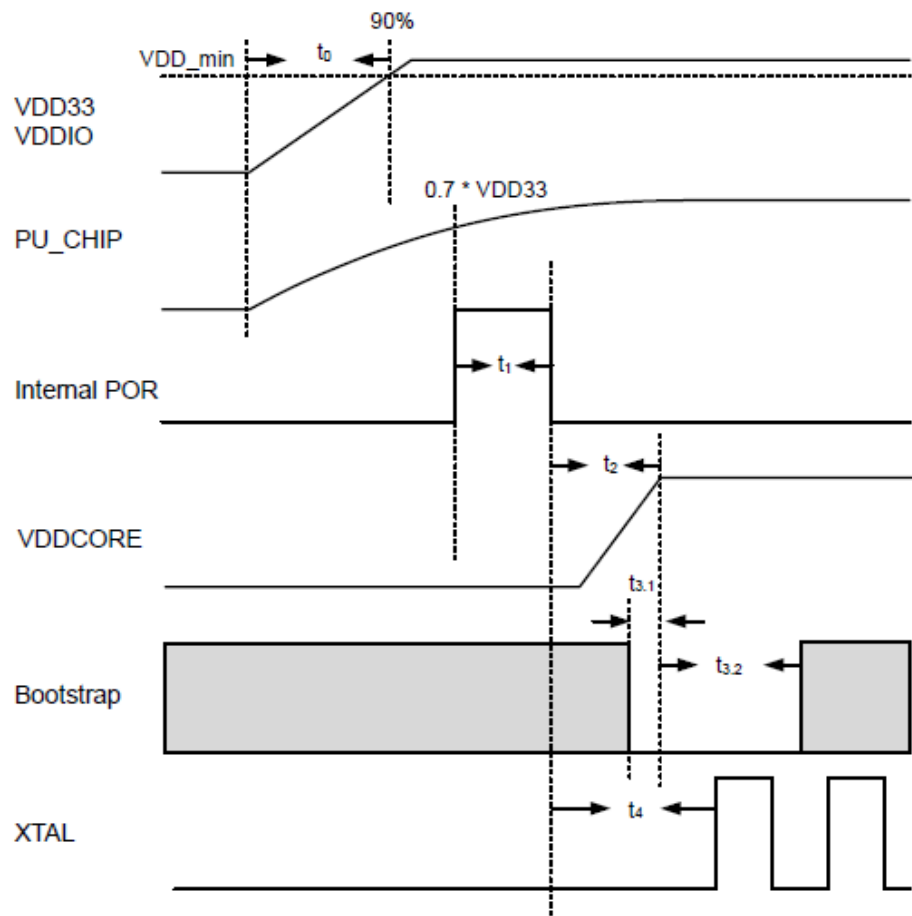 90%
VDD_min
t₀
VDD33
VDDIO
0.7 * VDD33
PU_CHIP
t₁
Internal POR
t₂
VDDCORE
t₃.₁
t₃.₂
Bootstrap
t₄
XTAL